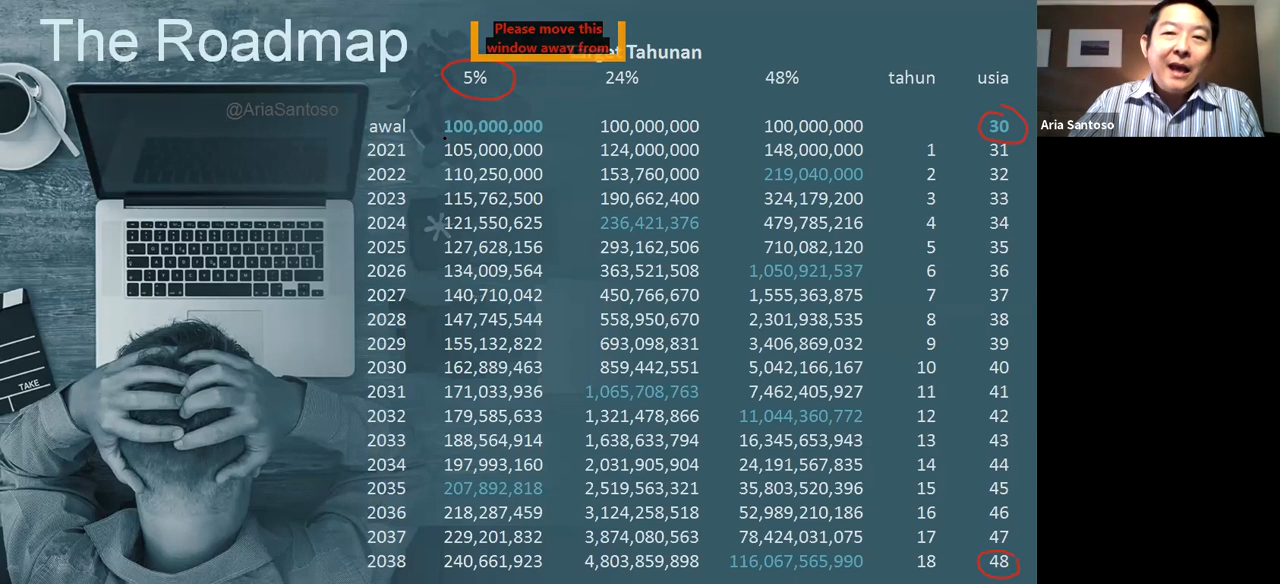 The Roadmap
Please move this
window away from
Target Tahunan
5% 24% 48% tahun usia
@AriaSantoso
awal 100,000,000 100,000,000 100,000,000 30
Aria Santoso
2021 105,000,000 124,000,000 148,000,000 1 31
2022 110,250,000 153,760,000 219,040,000 2 32
2023 115,762,500 190,662,400 324,179,200 3 33
2024 121,550,625 236,421,376 479,785,216 4 34
2025 127,628,156 293,162,506 710,082,120 5 35
2026 134,009,564 363,521,508 1,050,921,537 6 36
2027 140,710,042 450,766,670 1,555,363,875 7 37
2028 147,745,544 558,950,670 2,301,938,535 8 38
2029 155,132,822 693,098,831 3,406,869,032 9 39
2030 162,889,463 859,442,551 5,042,166,167 10 40
2031 171,033,936 1,065,708,763 7,462,405,927 11 41
2032 179,585,633 1,321,478,866 11,044,360,772 12 42
2033 188,564,914 1,638,633,794 16,345,653,943 13 43
2034 197,993,160 2,031,905,904 24,191,567,835 14 44
2035 207,892,818 2,519,563,321 35,803,520,396 15 45
2036 218,287,459 3,124,258,518 52,989,210,186 16 46
2037 229,201,832 3,874,080,563 78,424,031,075 17 47
2038 240,661,923 4,803,859,898 116,067,565,990 18 48
TAKE